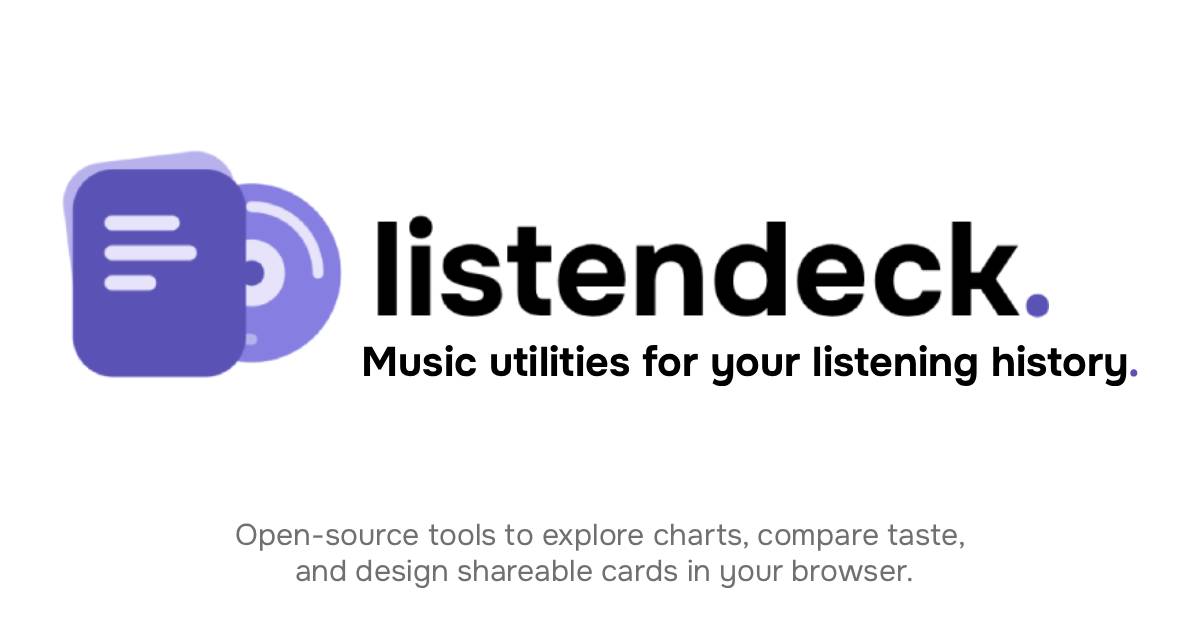 listendeck.
Music utilities for your listening history.
Open-source tools to explore charts, compare taste,
and design shareable cards in your browser.